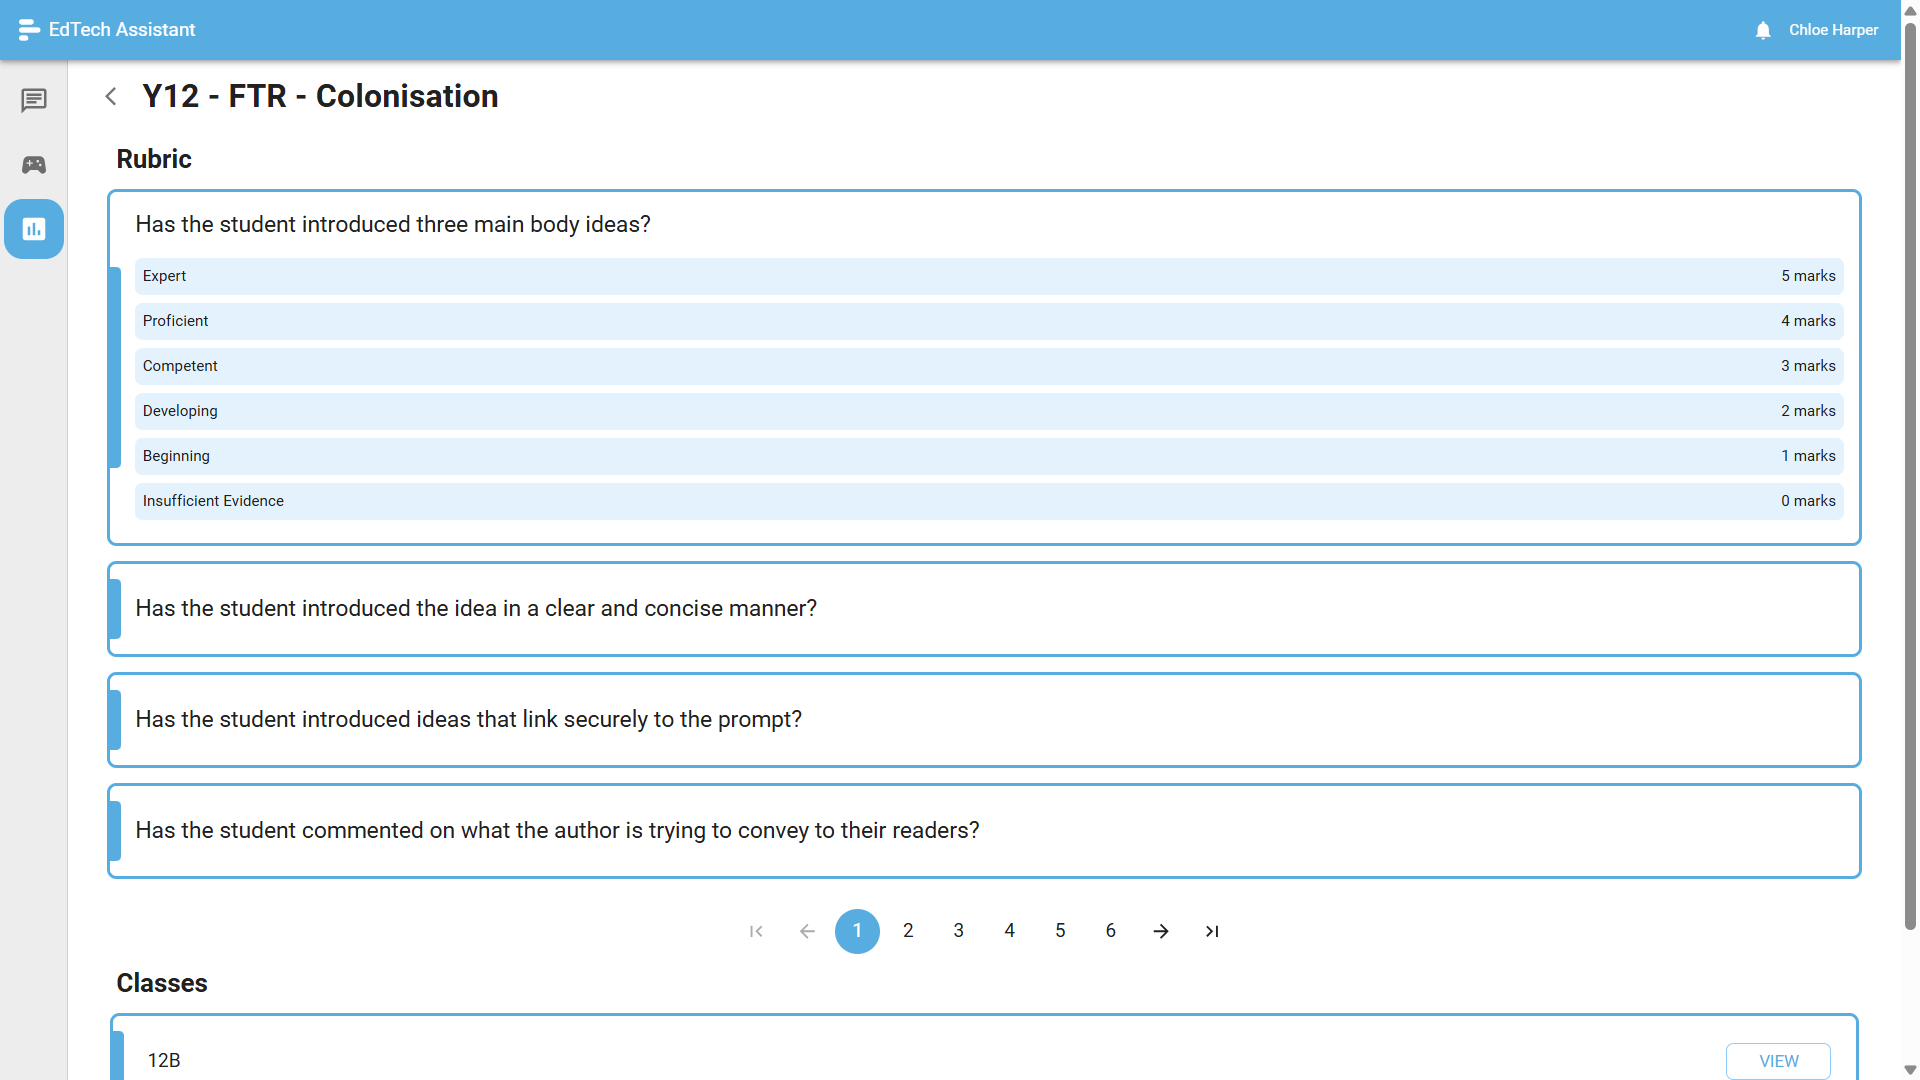 EdTech Assistant
Chloe Harper
Y12 - FTR - Colonisation
Rubric
Has the student introduced three main body ideas?
Expert 5 marks
Proficient 4 marks
Competent 3 marks
Developing 2 marks
Beginning 1 marks
Insufficient Evidence 0 marks
Has the student introduced the idea in a clear and concise manner?
Has the student introduced ideas that link securely to the prompt?
Has the student commented on what the author is trying to convey to their readers?
1 2 3 4 5 6
Classes
12B VIEW